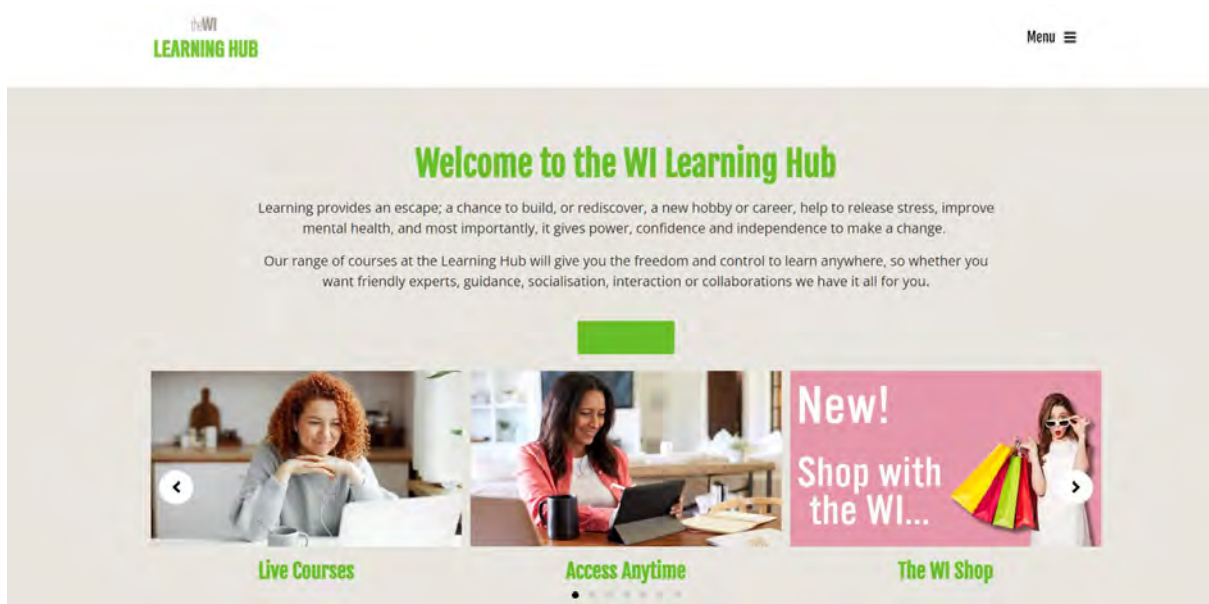 theWI
LEARNING HUB
Menu
Welcome to the WI Learning Hub
Learning provides an escape; a chance to build, or rediscover, a new hobby or career, help to release stress, improve
mental health, and most importantly, it gives power, confidence and independence to make a change.
Our range of courses at the Learning Hub will give you the freedom and control to learn anywhere, so whether you
want friendly experts, guidance, socialisation, interaction or collaborations we have it all for you.
New!
Shop with
the WI...
Live Courses
Access Anytime
The WI Shop